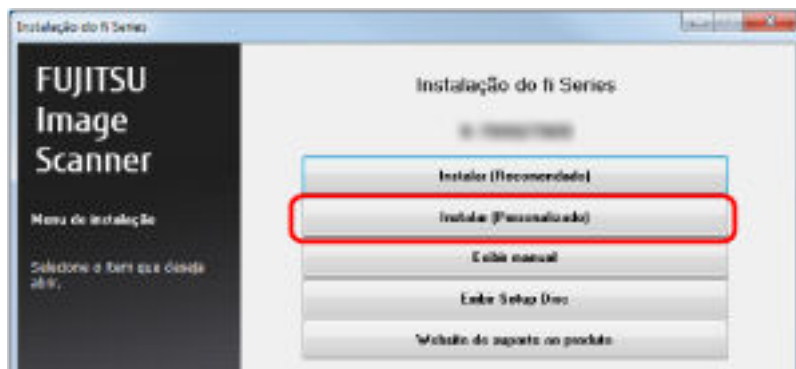 Instalação do fi Series
FUJITSU
Image
Scanner
Menu de instalação
Selecione o item que deseja
abrir.
Instalação do fi Series
Instalar (Recomendado)
Instalar (Personalizado)
Exibir manual
Exibir Setup Disc
Website de suporte ao produto